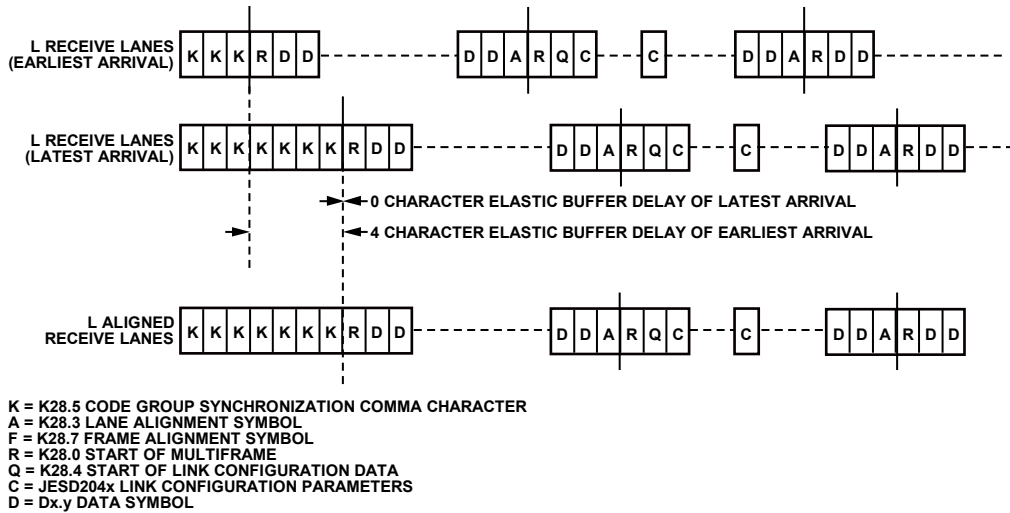 L RECEIVE LANES
(EARLIEST ARRIVAL)
K K K R D D
D D A R Q C
C
D D A R D D
L RECEIVE LANES
(LATEST ARRIVAL)
K K K K K K K R D D
D D A R Q C
C
D D A R D D
0 CHARACTER ELASTIC BUFFER DELAY OF LATEST ARRIVAL
4 CHARACTER ELASTIC BUFFER DELAY OF EARLIEST ARRIVAL
L ALIGNED
RECEIVE LANES
K K K K K K K R D D
D D A R Q C
C
D D A R D D
K = K28.5 CODE GROUP SYNCHRONIZATION COMMA CHARACTER
A = K28.3 LANE ALIGNMENT SYMBOL
F = K28.7 FRAME ALIGNMENT SYMBOL
R = K28.0 START OF MULTIFRAME
Q = K28.4 START OF LINK CONFIGURATION DATA
C = JESD204x LINK CONFIGURATION PARAMETERS
D = Dx.y DATA SYMBOL